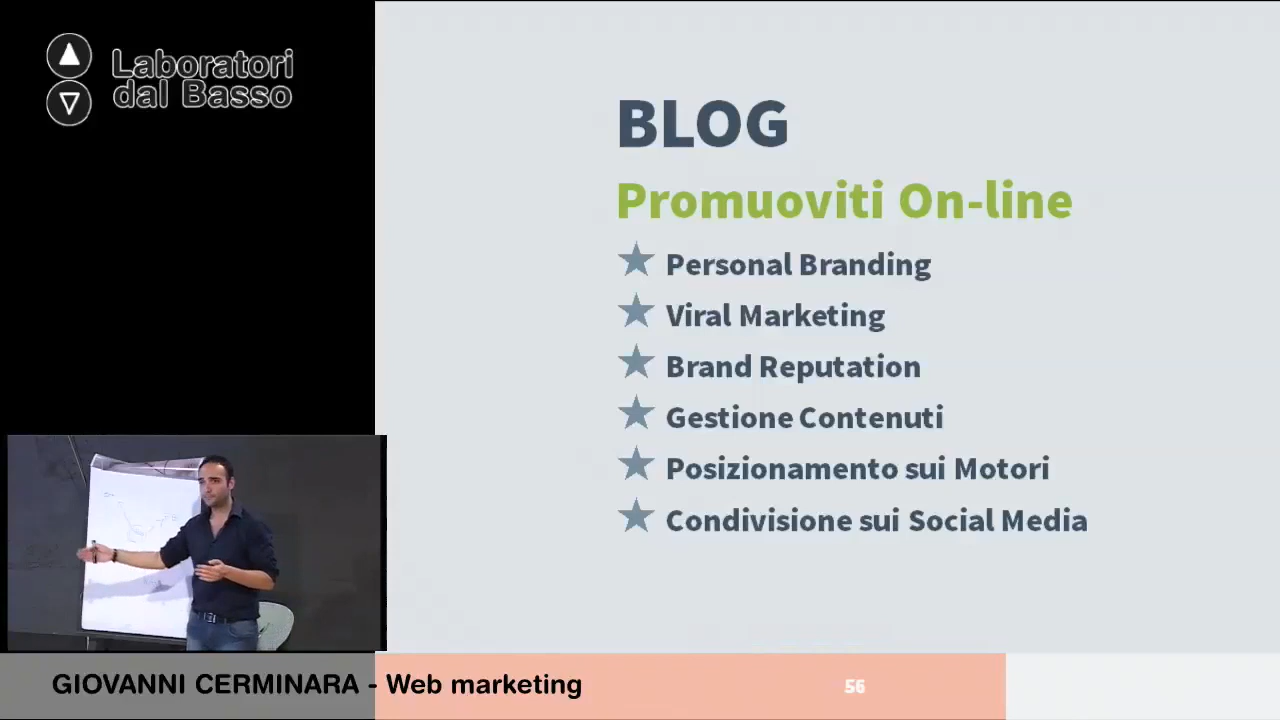 Laboratori
dal Basso
BLOG
Promuoviti On-line
Personal Branding
Viral Marketing
Brand Reputation
Gestione Contenuti
Posizionamento sui Motori
Condivisione sui Social Media
GIOVANNI CERMINARA - Web marketing
56